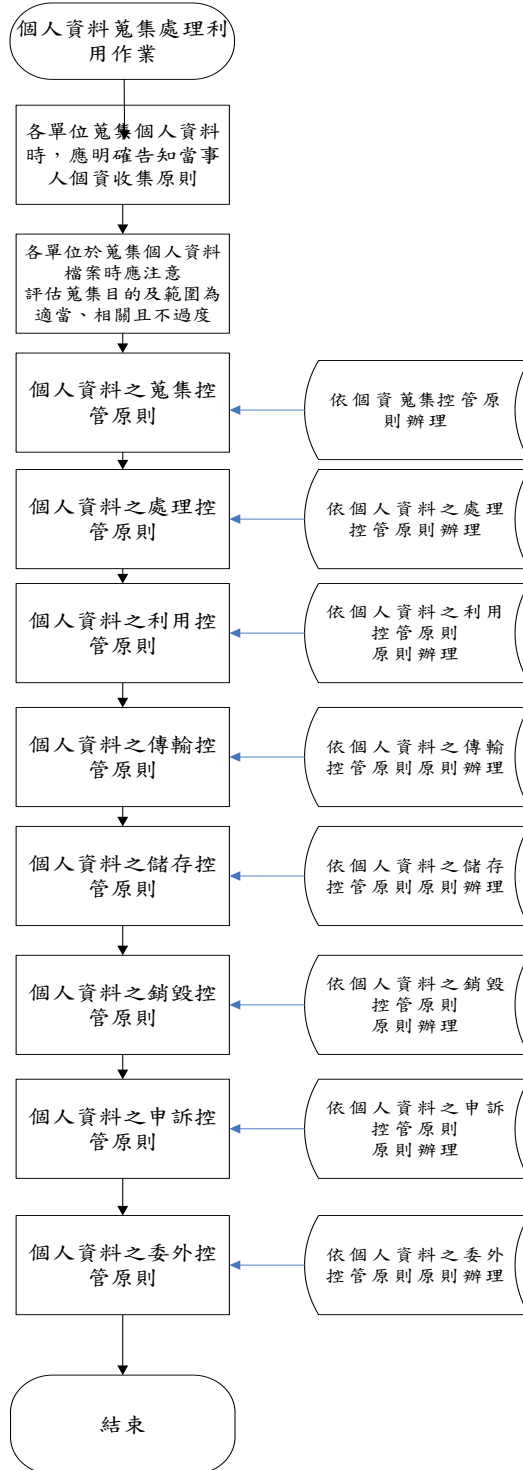 個人資料蒐集處理利
用作業
各單位蒐集個人資料
時，應明確告知當事
人個資收集原則
各單位於蒐集個人資料
檔案時應注意
評估蒐集目的及範圍為
適當、相關且不過度
個人資料之蒐集控
管原則
依個資蒐集控管原
則辦理
個人資料之處理控
管原則
依個人資料之處理
控管原則辦理
個人資料之利用控
管原則
依個人資料之利用
控管原則
原則辦理
個人資料之傳輸控
管原則
依個人資料之傳輸
控管原則原則辦理
個人資料之儲存控
管原則
依個人資料之儲存
控管原則原則辦理
個人資料之銷毀控
管原則
依個人資料之銷毀
控管原則
原則辦理
個人資料之申訴控
管原則
依個人資料之申訴
控管原則
原則辦理
個人資料之委外控
管原則
依個人資料之委外
控管原則原則辦理
結束